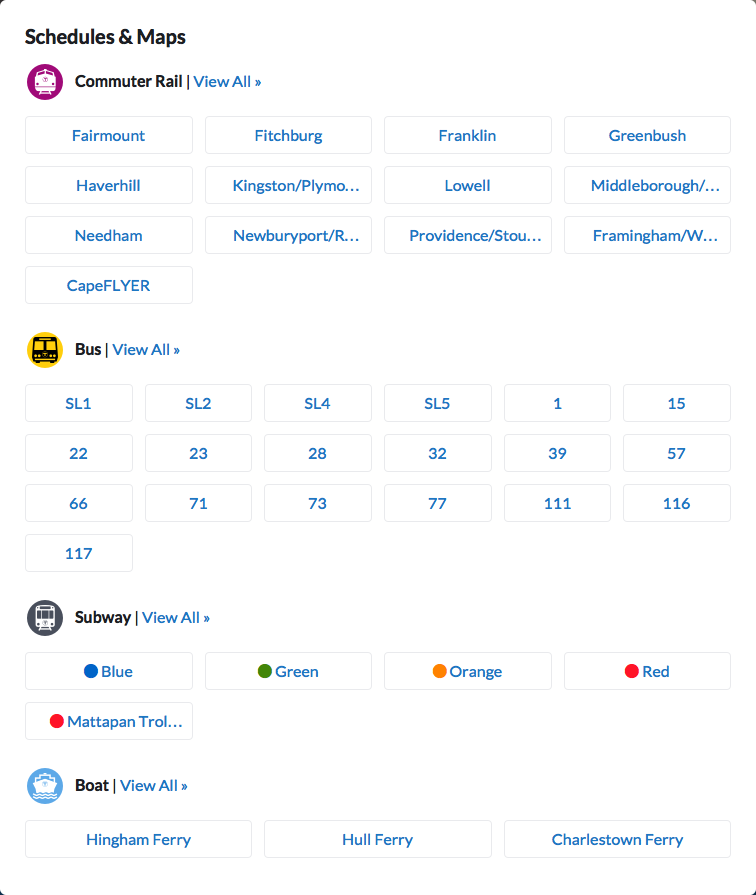 Schedules & Maps
Commuter Rail | View All »
Fairmount Fitchburg Franklin Greenbush
Haverhill Kingston/Plymo... Lowell Middleborough/...
Needham Newburyport/R... Providence/Stou... Framingham/W...
CapeFLYER
Bus | View All »
SL1 SL2 SL4 SL5 1 15
22 23 28 32 39 57
66 71 73 77 111 116
117
Subway | View All »
Blue Green Orange Red
Mattapan Trol...
Boat | View All »
Hingham Ferry Hull Ferry Charlestown Ferry